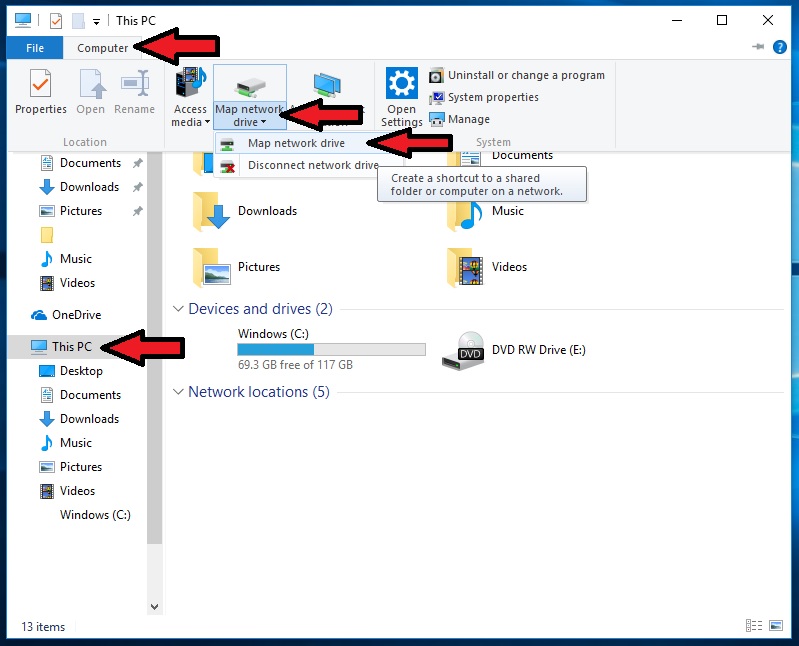 This PC
File
Computer
?
Properties
Open
Rename
Access
media
Map network
drive
Open
Settings
Uninstall or change a program
System properties
Manage
Location
System
Map network drive
Disconnect network drive
Create a shortcut to a shared
folder or computer on a network.
Documents
Downloads
Pictures
Music
Videos
OneDrive
This PC
Desktop
Documents
Downloads
Music
Pictures
Videos
Windows (C:)
Documents
Downloads
Music
Pictures
Videos
Devices and drives (2)
Windows (C:)
69.3 GB free of 117 GB
DVD
DVD RW Drive (E:)
Network locations (5)
13 items